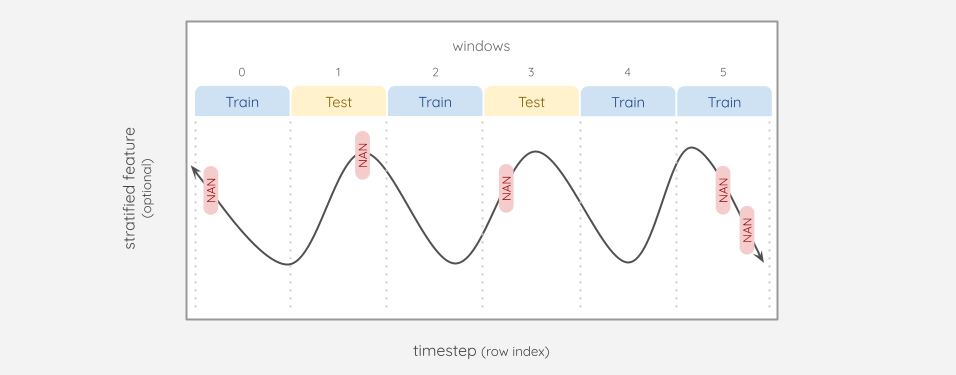 windows
0 1 2 3 4 5
Train Test Train Test Train Train
NAN
NAN
NAN
NAN
NAN
stratified feature
(optional)
timestep (row index)